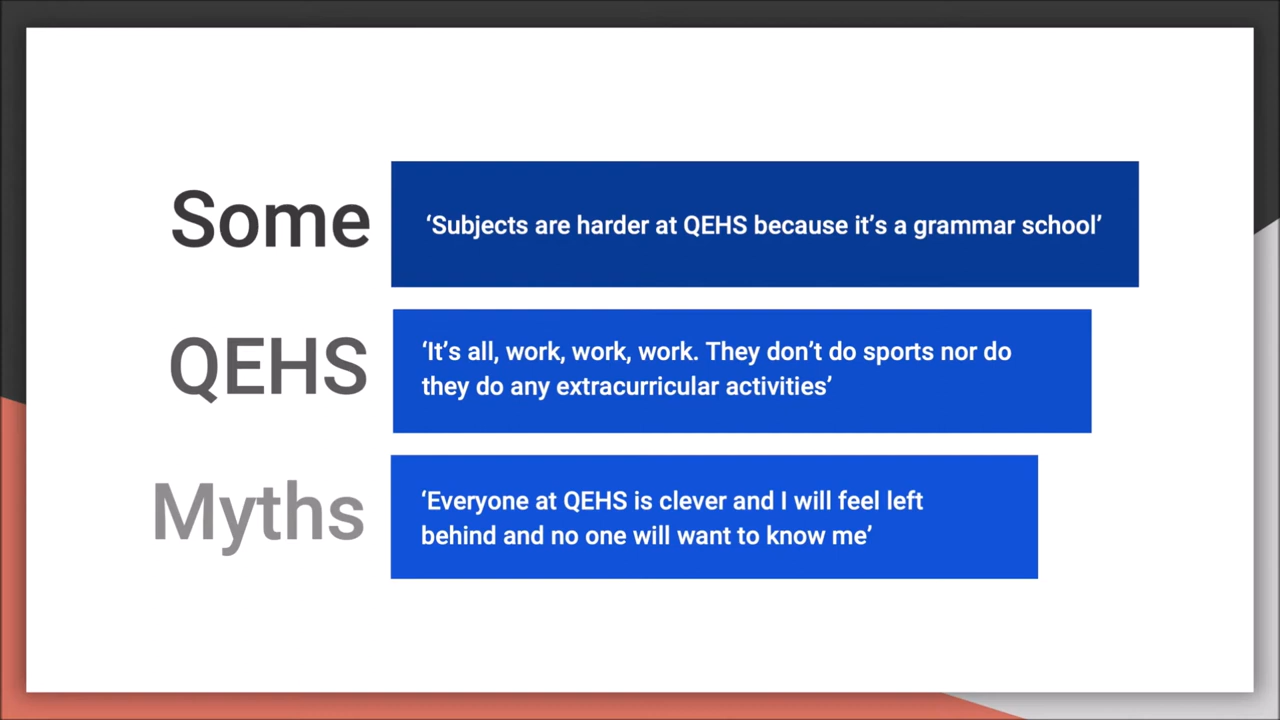 Some
‘Subjects are harder at QEHS because it’s a grammar school’
QEHS
‘It’s all, work, work, work. They don’t do sports nor do
they do any extracurricular activities’
Myths
‘Everyone at QEHS is clever and I will feel left
behind and no one will want to know me’